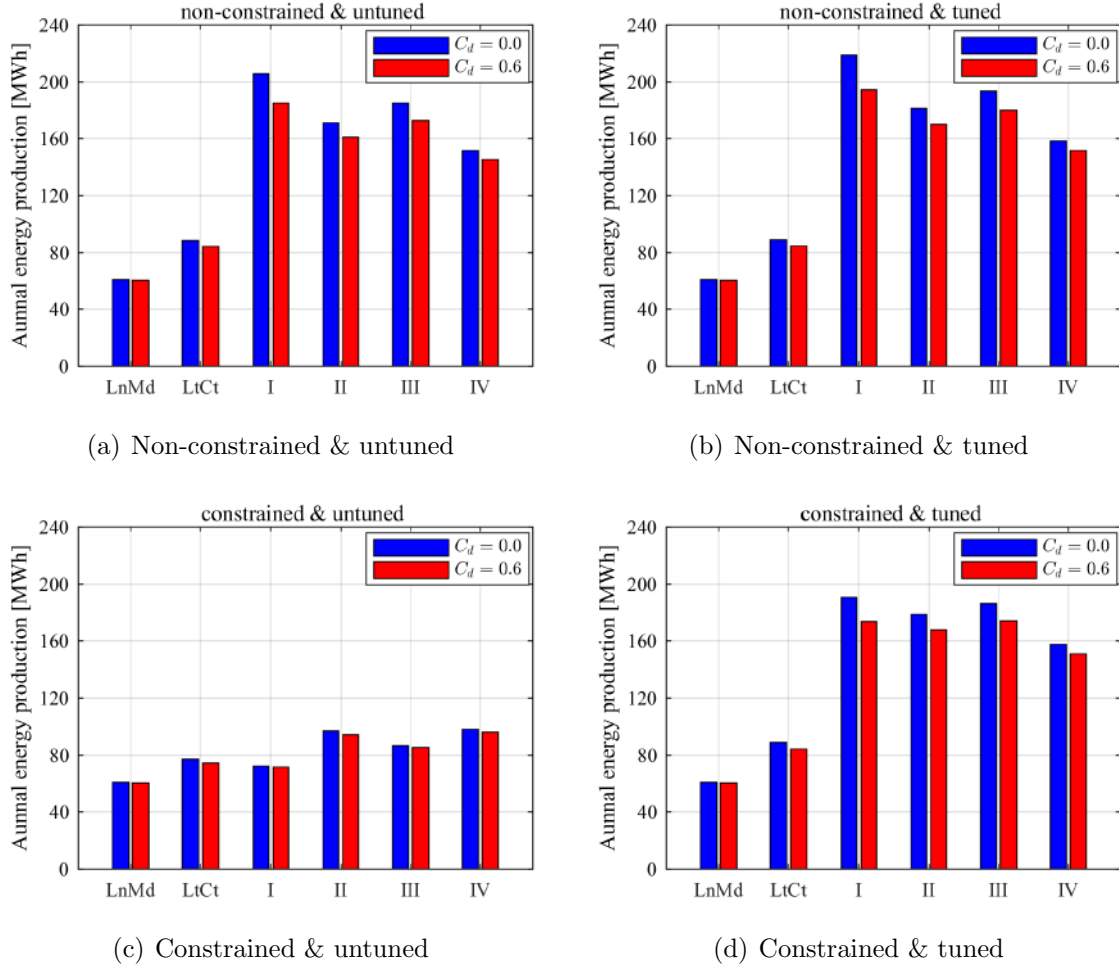 non-constrained & untuned
Aunnal energy production [MWh]
240
200
160
120
80
40
0
C_d = 0.0
C_d = 0.6
LnMd LtCt I II III IV
(a) Non-constrained & untuned
non-constrained & tuned
Aunnal energy production [MWh]
240
200
160
120
80
40
0
C_d = 0.0
C_d = 0.6
LnMd LtCt I II III IV
(b) Non-constrained & tuned
constrained & untuned
Aunnal energy production [MWh]
240
200
160
120
80
40
0
C_d = 0.0
C_d = 0.6
LnMd LtCt I II III IV
(c) Constrained & untuned
constrained & tuned
Aunnal energy production [MWh]
240
200
160
120
80
40
0
C_d = 0.0
C_d = 0.6
LnMd LtCt I II III IV
(d) Constrained & tuned